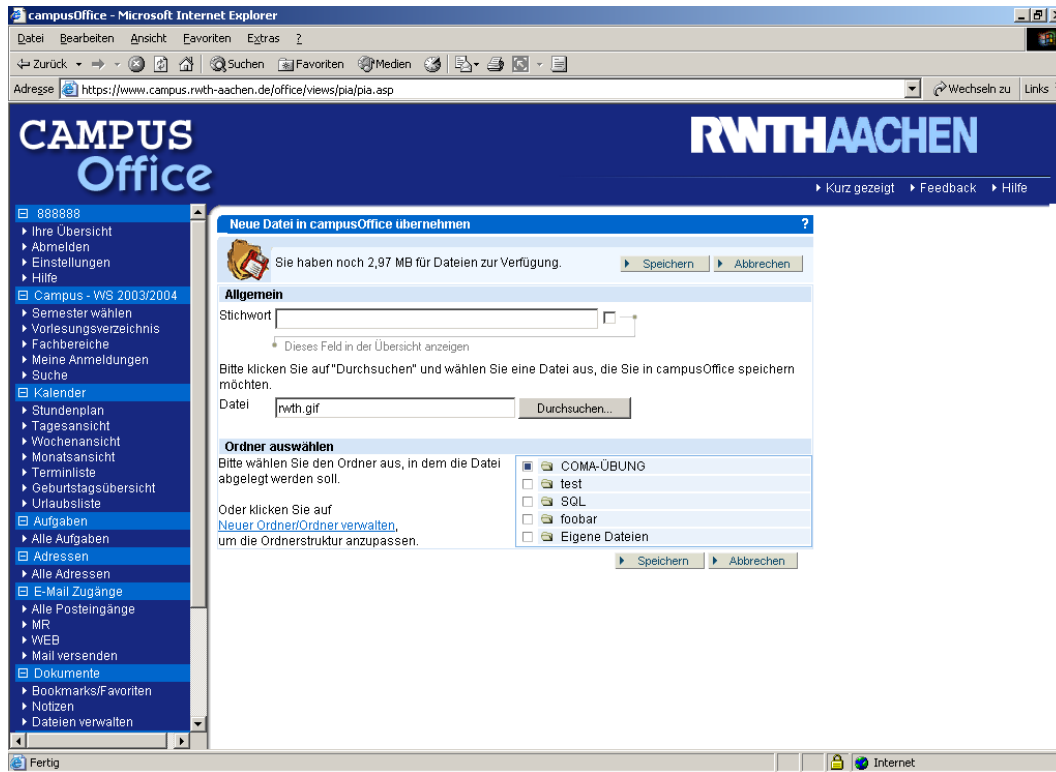 campusOffice - Microsoft Internet Explorer
Datei Bearbeiten Ansicht Favoriten Extras ?
Zurück Suchen Favoriten Medien
Adresse https://www.campus.rwth-aachen.de/office/views/pia/pia.asp Wechseln zu Links
CAMPUS
Office
RWTHAACHEN
Kurz gezeigt Feedback Hilfe
888888
Ihre Übersicht
Abmelden
Einstellungen
Hilfe
Campus - WS 2003/2004
Semester wählen
Vorlesungsverzeichnis
Fachbereiche
Meine Anmeldungen
Suche
Kalender
Stundenplan
Tagesansicht
Wochenansicht
Monatsansicht
Terminliste
Geburtstagsübersicht
Urlaubsliste
Aufgaben
Alle Aufgaben
Adressen
Alle Adressen
E-Mail Zugänge
Alle Posteingänge
MR
WEB
Mail versenden
Dokumente
Bookmarks/Favoriten
Notizen
Dateien verwalten
Neue Datei in campusOffice übernehmen ?
Sie haben noch 2,97 MB für Dateien zur Verfügung. Speichern Abbrechen
Allgemein
Stichwort
Dieses Feld in der Übersicht anzeigen
Bitte klicken Sie auf "Durchsuchen" und wählen Sie eine Datei aus, die Sie in campusOffice speichern
möchten.
Datei rwth.gif Durchsuchen...
Ordner auswählen
Bitte wählen Sie den Ordner aus, in dem die Datei
abgelegt werden soll.
Oder klicken Sie auf
Neuer Ordner/Ordner verwalten,
um die Ordnerstruktur anzupassen.
COMA-ÜBUNG
test
SQL
foobar
Eigene Dateien
Speichern Abbrechen
Fertig Internet